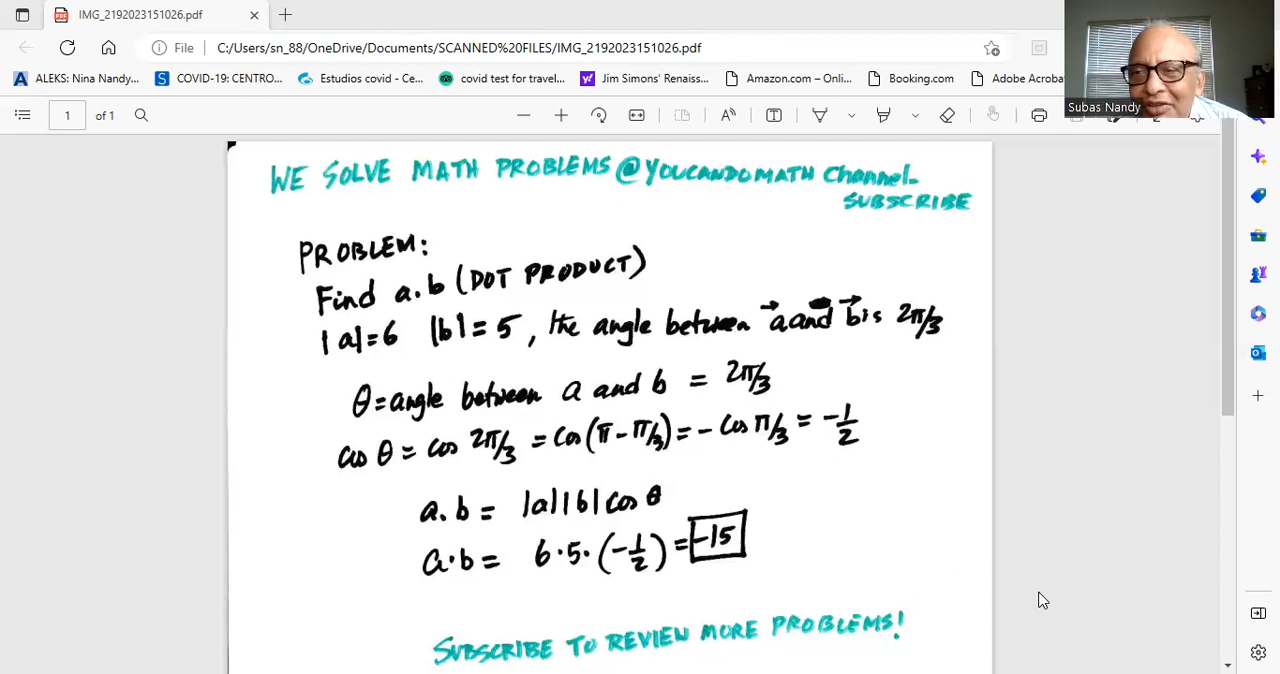 IMG_2192023151026.pdf
File
C:/Users/sn_88/OneDrive/Documents/SCANNED%20FILES/IMG_2192023151026.pdf
ALEKS: Nina Nandy...
COVID-19: CENTRO...
Estudios covid - Ce...
covid test for travel...
Jim Simons' Renaiss...
Amazon.com – Onli...
Booking.com
Adobe Acroba
1 of 1
Subas Nandy
WE SOLVE MATH PROBLEMS @YOUCANDOMATH Channel-
SUBSCRIBE
PROBLEM:
Find a.b (DOT PRODUCT)
|a|=6 |b|=5, the angle between a⃗ and b⃗ is 2π/3
θ=angle between a and b = 2π/3
cos θ = cos 2π/3 = cos(π-π/3) = - cos π/3 = -1/2
a.b = |a||b| cos θ
a.b = 6.5.(-1/2) = -15
SUBSCRIBE TO REVIEW MORE PROBLEMS!